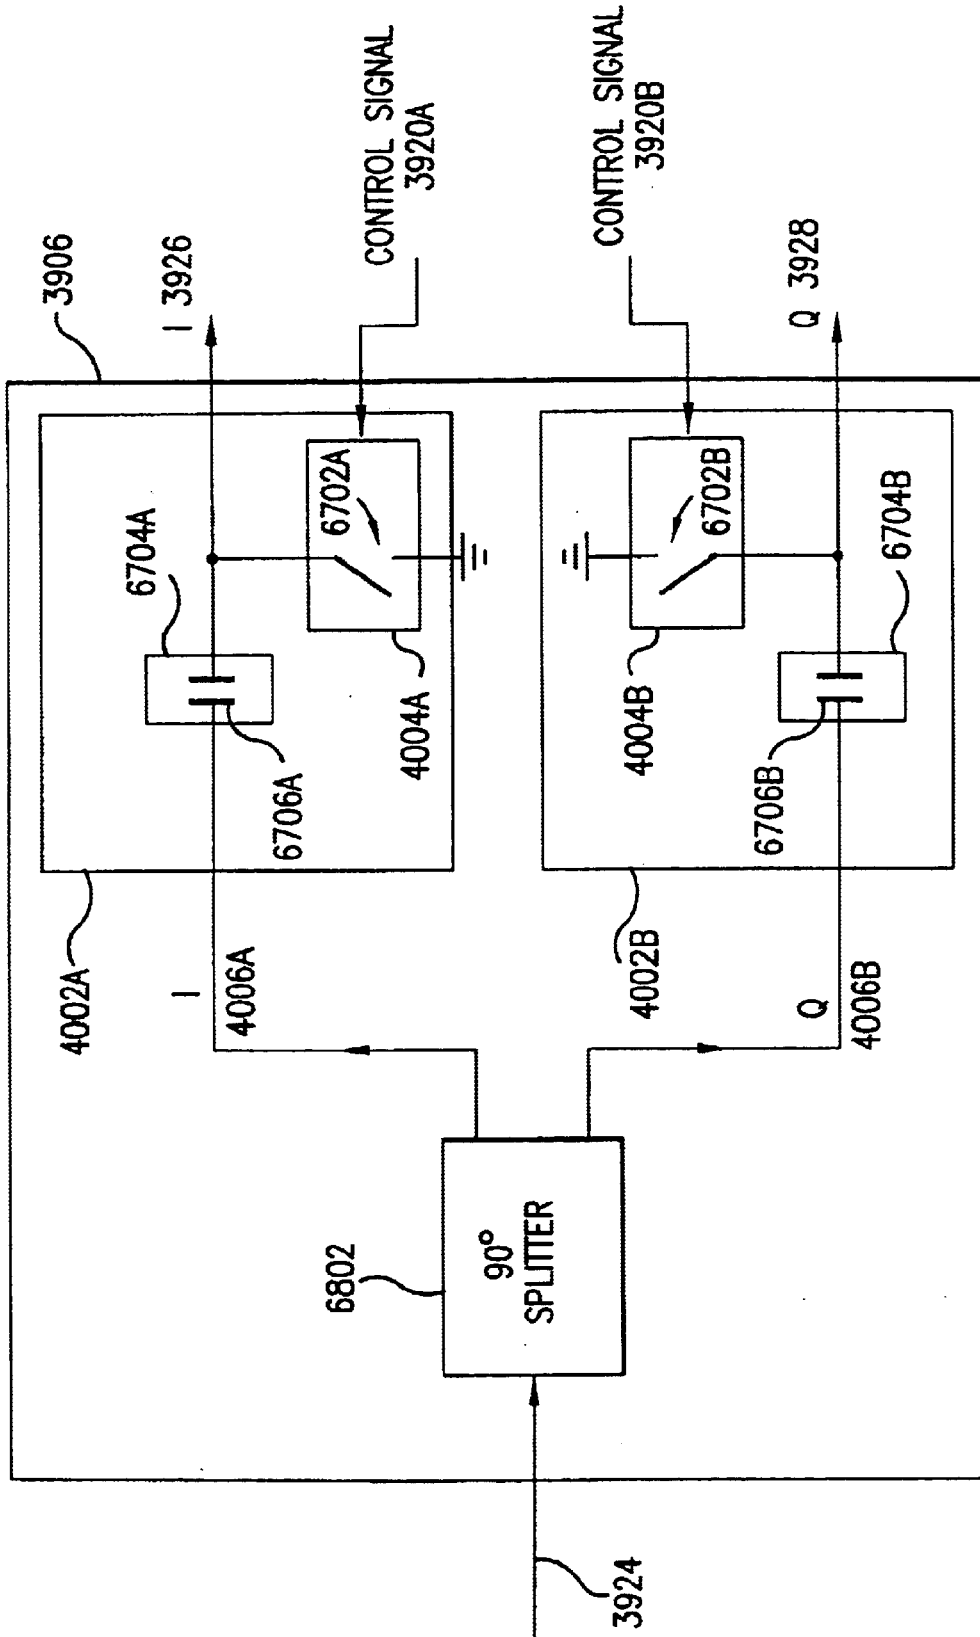 3906
I 3926
CONTROL SIGNAL
3920A
CONTROL SIGNAL
3920B
Q 3928
6704A
6702A
6706A
4004A
4002A
I
4006A
6702B
4004B
6704B
6706B
4002B
Q
4006B
6802
90°
SPLITTER
3924